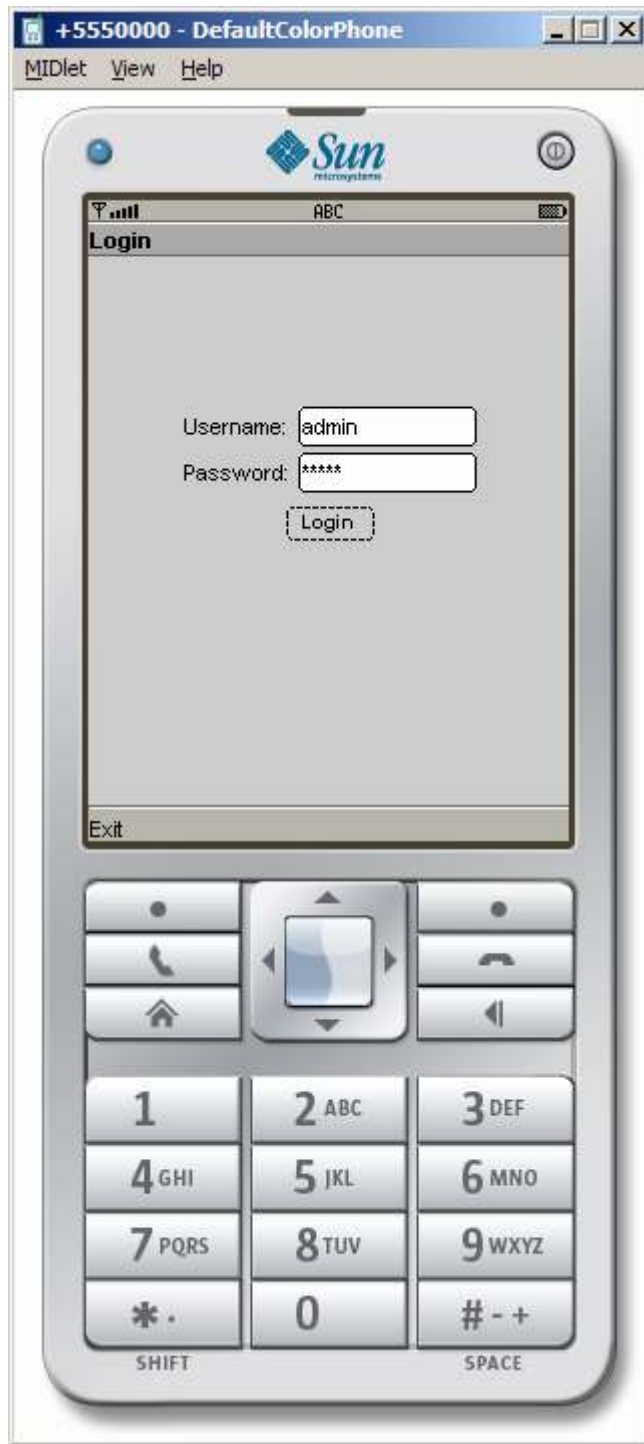 +5550000 - DefaultColorPhone
MIDlet View Help
Sun
microsystems
ABC
Login
Username: admin
Password: *****
Login
Exit
1 2 ABC 3 DEF
4 GHI 5 JKL 6 MNO
7 PQRS 8 TUV 9 WXYZ
* . 0 # - +
SHIFT SPACE